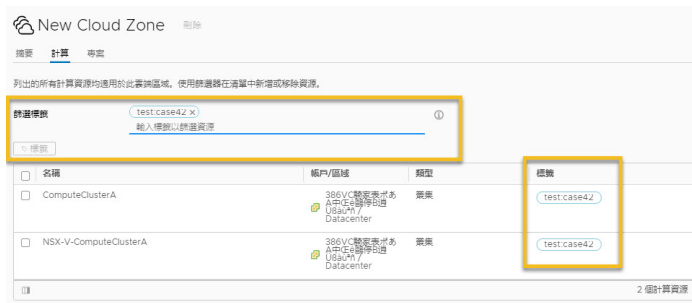 New Cloud Zone 刪除
摘要 計算 專案
列出的所有計算資源均適用於此雲端區域。使用篩選器在清單中新增或移除資源。
篩選標籤 test:case42 ×
輸入標籤以篩選資源
標籤
名稱 帳戶/區域 類型 標籤
ComputeClusterA 叢集 test:case42
Datacenter
NSX-V-ComputeClusterA 叢集 test:case42
Datacenter
2 個計算資源